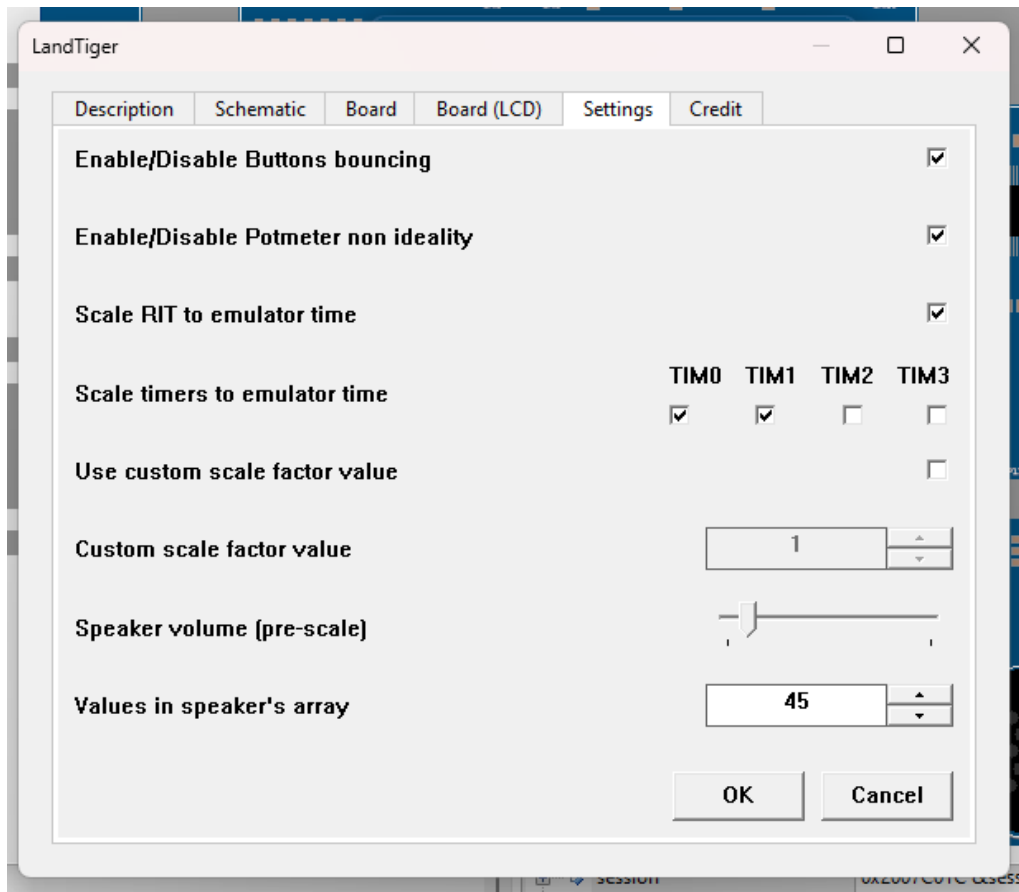 LandTiger
Description Schematic Board Board (LCD) Settings Credit
Enable/Disable Buttons bouncing
Enable/Disable Potmeter non ideality
Scale RIT to emulator time
TIM0 TIM1 TIM2 TIM3
Scale timers to emulator time
Use custom scale factor value
Custom scale factor value 1
Speaker volume (pre-scale)
Values in speaker's array 45
OK Cancel
session